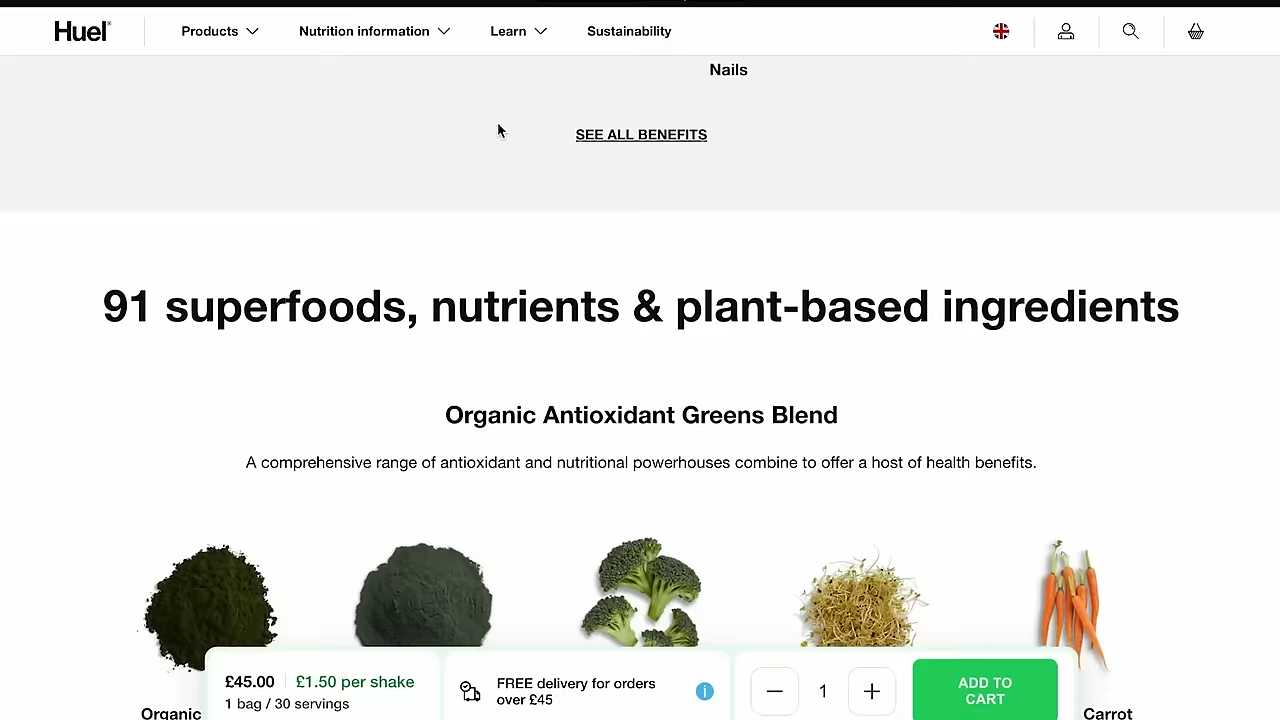 Huel®
Products
Nutrition information
Learn
Sustainability
Nails
SEE ALL BENEFITS
91 superfoods, nutrients & plant-based ingredients
Organic Antioxidant Greens Blend
A comprehensive range of antioxidant and nutritional powerhouses combine to offer a host of health benefits.
£45.00
£1.50 per shake
1 bag / 30 servings
FREE delivery for orders
over £45
i
1
ADD TO
CART
Organic
Carrot